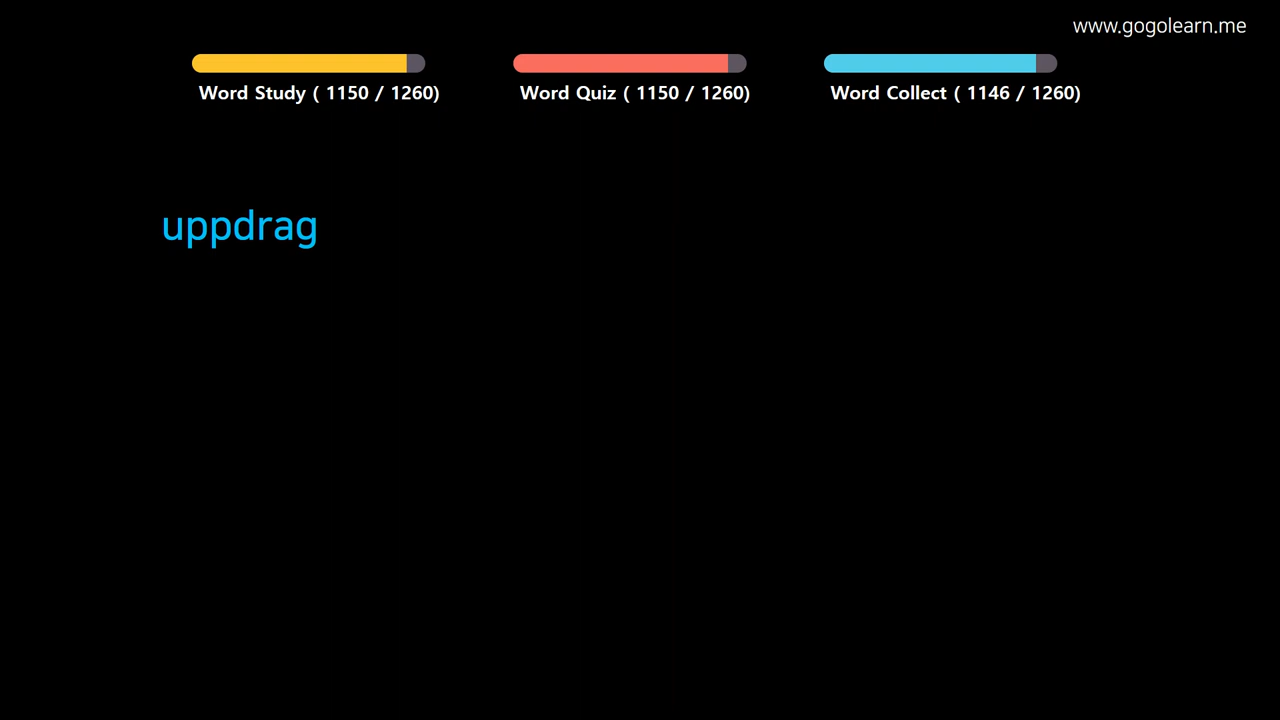 www.gogolearn.me
Word Study ( 1150 / 1260)
Word Quiz ( 1150 / 1260)
Word Collect ( 1146 / 1260)
uppdrag